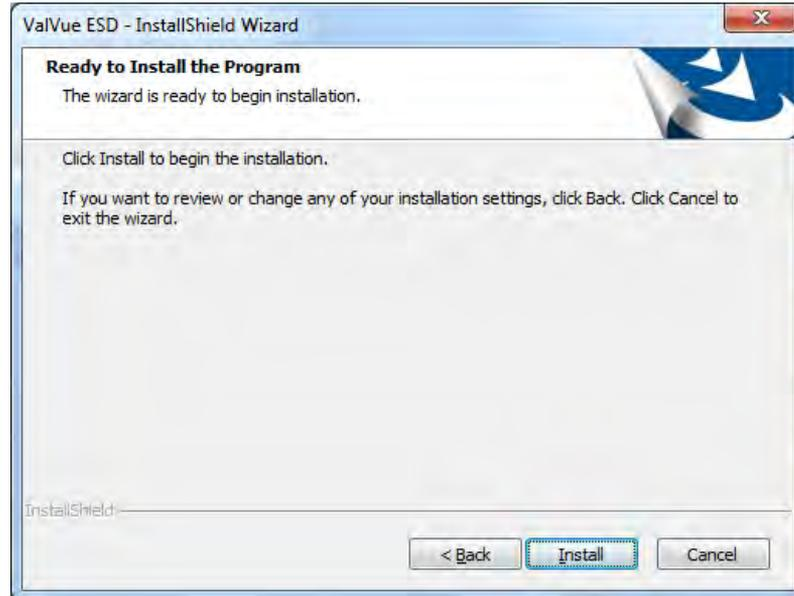 ValVue ESD - InstallShield Wizard
Ready to Install the Program
The wizard is ready to begin installation.
Click Install to begin the installation.
If you want to review or change any of your installation settings, click Back. Click Cancel to
exit the wizard.
InstallShield
< Back Install Cancel